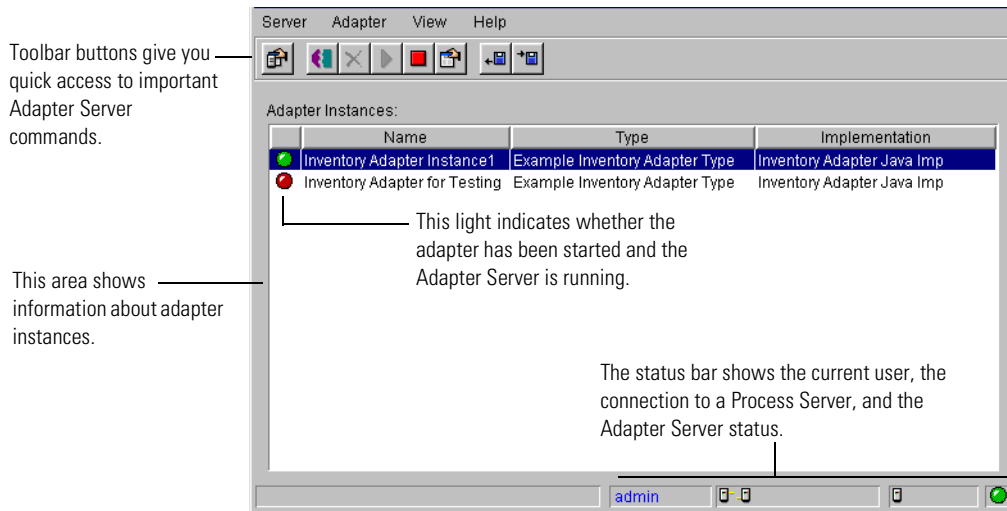 Server Adapter View Help
Toolbar buttons give you
quick access to important
Adapter Server
commands.
Adapter Instances:
Name Type Implementation
Inventory Adapter Instance1 Example Inventory Adapter Type Inventory Adapter Java Imp
Inventory Adapter for Testing Example Inventory Adapter Type Inventory Adapter Java Imp
This light indicates whether the
adapter has been started and the
Adapter Server is running.
This area shows
information about adapter
instances.
The status bar shows the current user, the
connection to a Process Server, and the
Adapter Server status.
admin